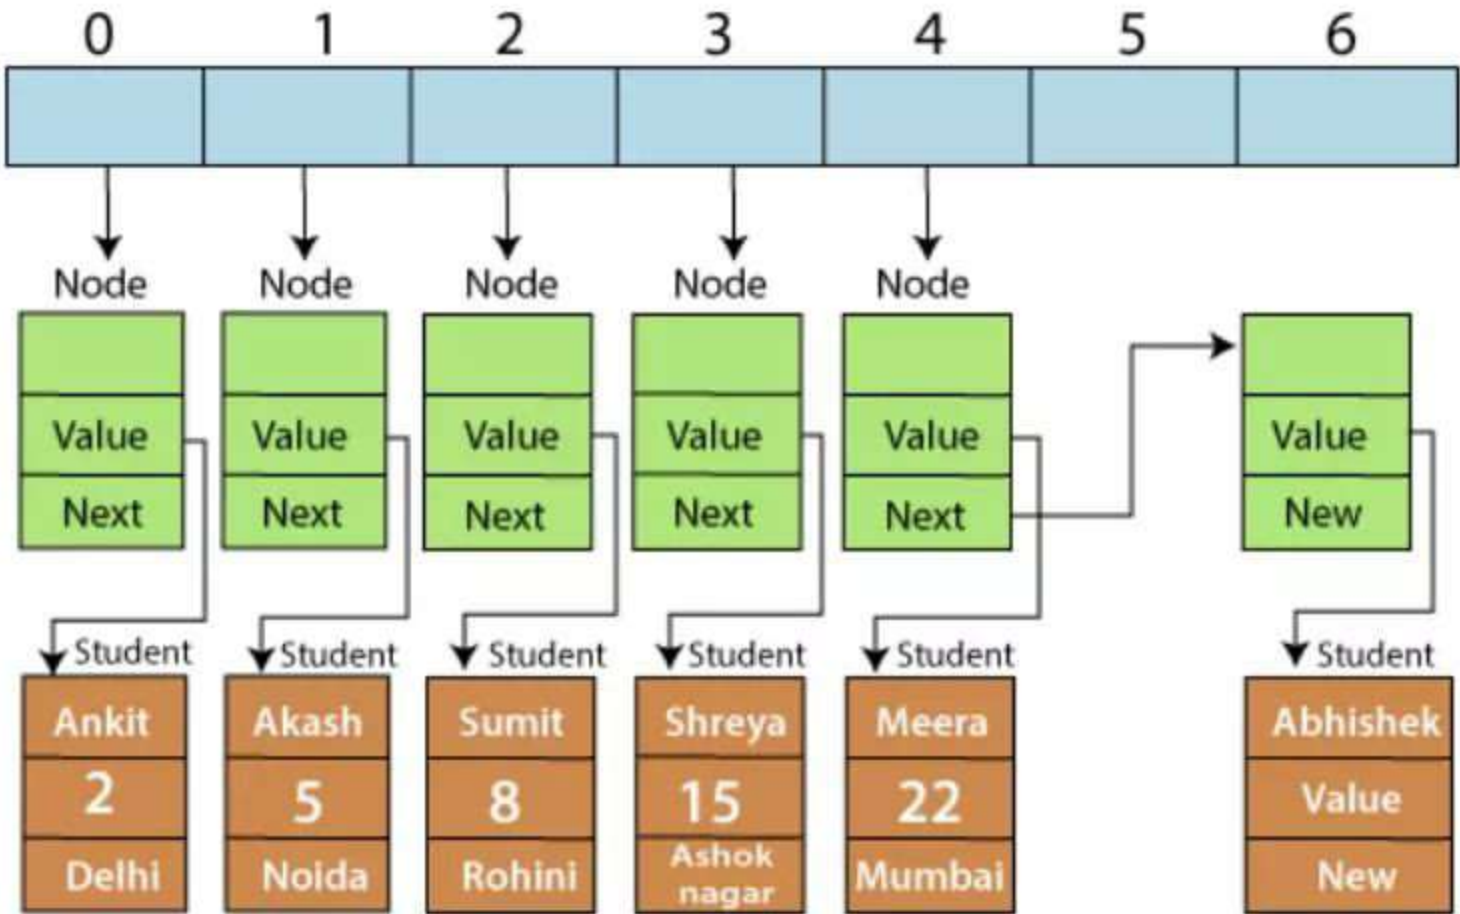 0 1 2 3 4 5 6
Node Node Node Node Node
Value Value Value Value Value Value
Next Next Next Next Next New
Student Student Student Student Student Student
Ankit Akash Sumit Shreya Meera Abhishek
2 5 8 15 22 Value
Delhi Noida Rohini Ashok nagar Mumbai New